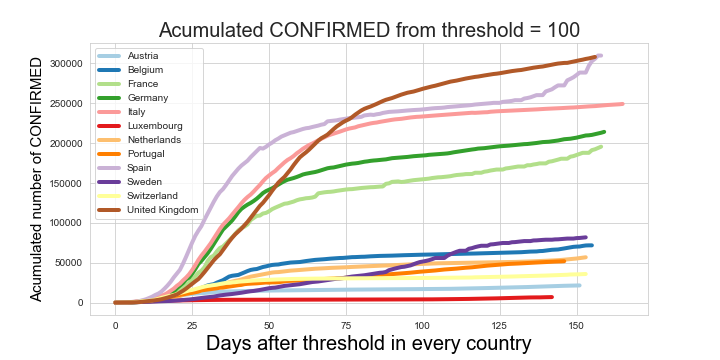 Acumulated CONFIRMED from threshold = 100
Acumulated number of CONFIRMED
300000
250000
200000
150000
100000
50000
0
Austria
Belgium
France
Germany
Italy
Luxembourg
Netherlands
Portugal
Spain
Sweden
Switzerland
United Kingdom
0 25 50 75 100 125 150
Days after threshold in every country